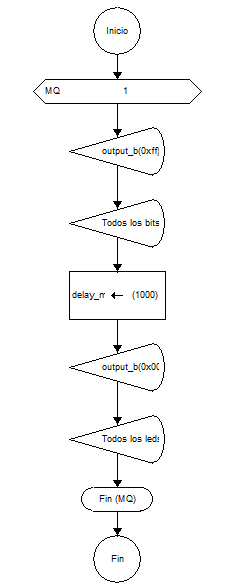 Inicio
MQ 1
output_b(0xff)
Todos los bits
delay_m ← (1000)
output_b(0x00
Todos los leds
Fin (MQ)
Fin